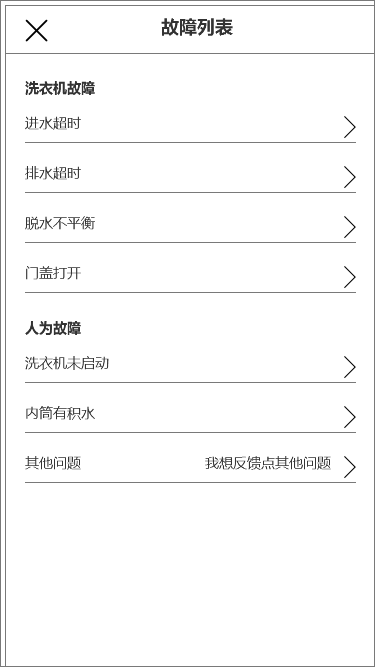 故障列表
洗衣机故障
进水超时
排水超时
脱水不平衡
门盖打开
人为故障
洗衣机未启动
内筒有积水
其他问题 我想反馈点其他问题